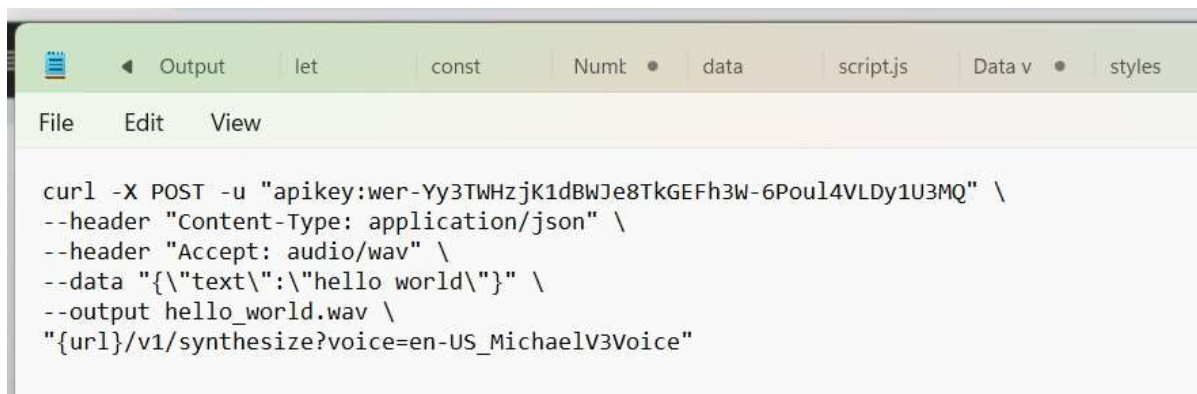 Output let const Numb data script.js Data v styles
File Edit View
curl -X POST -u "apikey:wer-Yy3TWHzjK1dBWJe8TkGEFh3W-6Poul4VLDy1U3MQ" \
--header "Content-Type: application/json" \
--header "Accept: audio/wav" \
--data "{\"text\":\"hello world\"}" \
--output hello_world.wav \
"{url}/v1/synthesize?voice=en-US_MichaelV3Voice"